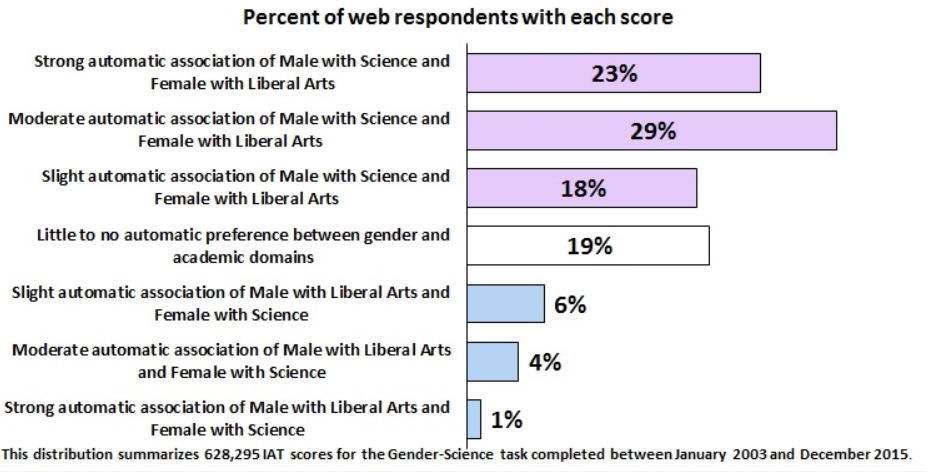 Percent of web respondents with each score
Strong automatic association of Male with Science and
Female with Liberal Arts
23%
Moderate automatic association of Male with Science and
Female with Liberal Arts
29%
Slight automatic association of Male with Science and
Female with Liberal Arts
18%
Little to no automatic preference between gender and
academic domains
19%
Slight automatic association of Male with Liberal Arts and
Female with Science
6%
Moderate automatic association of Male with Liberal Arts
and Female with Science
4%
Strong automatic association of Male with Liberal Arts and
Female with Science
1%
This distribution summarizes 628,295 IAT scores for the Gender-Science task completed between January 2003 and December 2015.